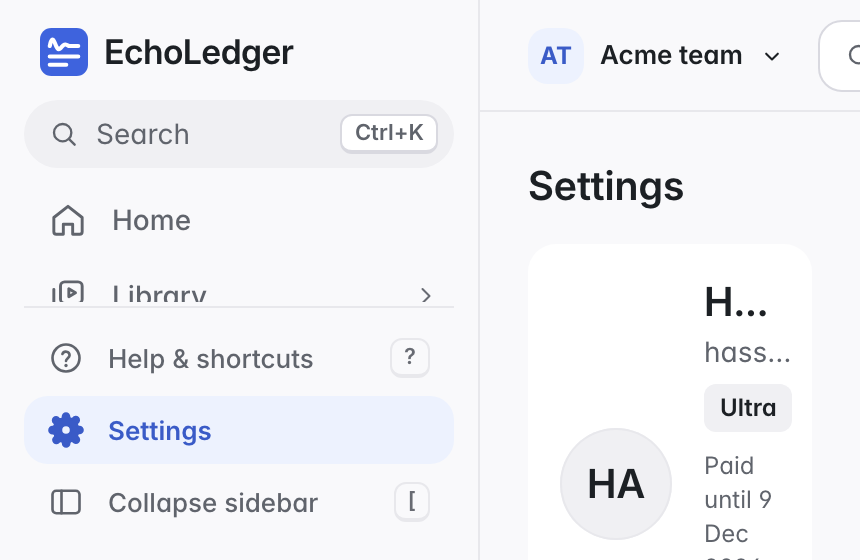 EchoLedger
Search
Ctrl+K
Home
Library
Help & shortcuts
?
Settings
Collapse sidebar
[
AT
Acme team
Settings
H...
hass...
Ultra
HA
Paid
until 9
Dec